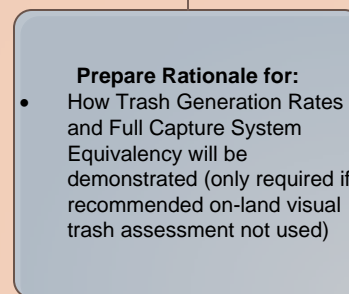 Prepare Rationale for:
• How Trash Generation Rates
and Full Capture System
Equivalency will be
demonstrated (only required if
recommended on-land visual
trash assessment not used)